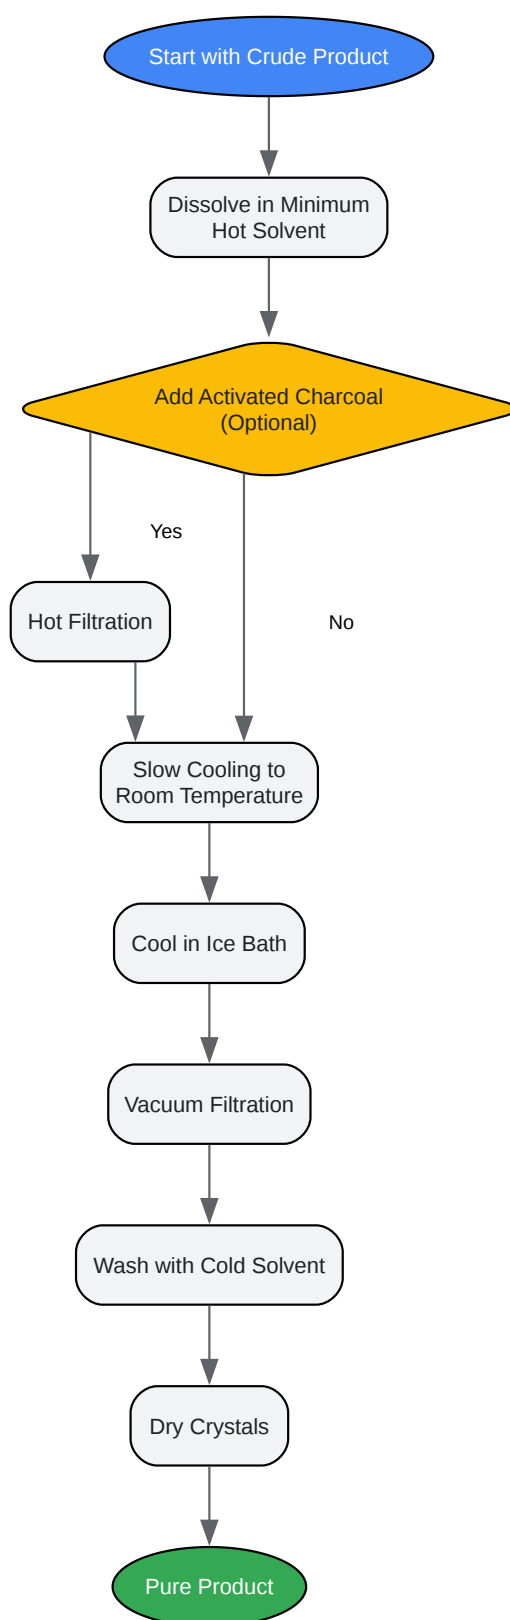 Start with Crude Product
Dissolve in Minimum
Hot Solvent
Add Activated Charcoal
(Optional)
Yes
Hot Filtration
No
Slow Cooling to
Room Temperature
Cool in Ice Bath
Vacuum Filtration
Wash with Cold Solvent
Dry Crystals
Pure Product